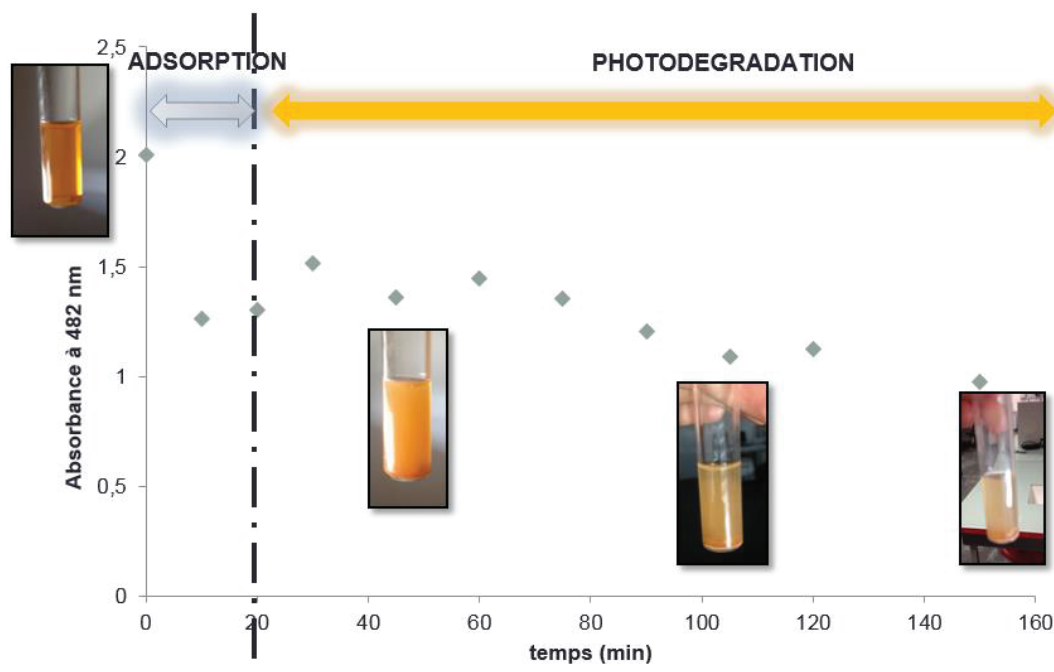 2,5
ADSORPTION
PHOTODEGRADATION
2
1,5
1
0,5
0
Absorbance à 482 nm
0 20 40 60 80 100 120 140 160
temps (min)